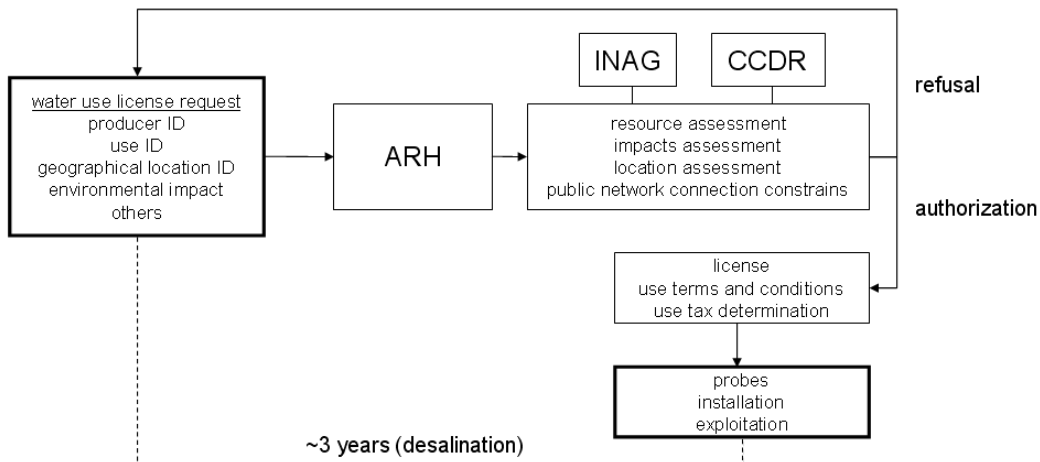 INAG
CCDR
refusal
water use license request
producer ID
use ID
geographical location ID
environmental impact
others
ARH
resource assessment
impacts assessment
location assessment
public network connection constrains
authorization
license
use terms and conditions
use tax determination
probes
installation
exploitation
~3 years (desalination)